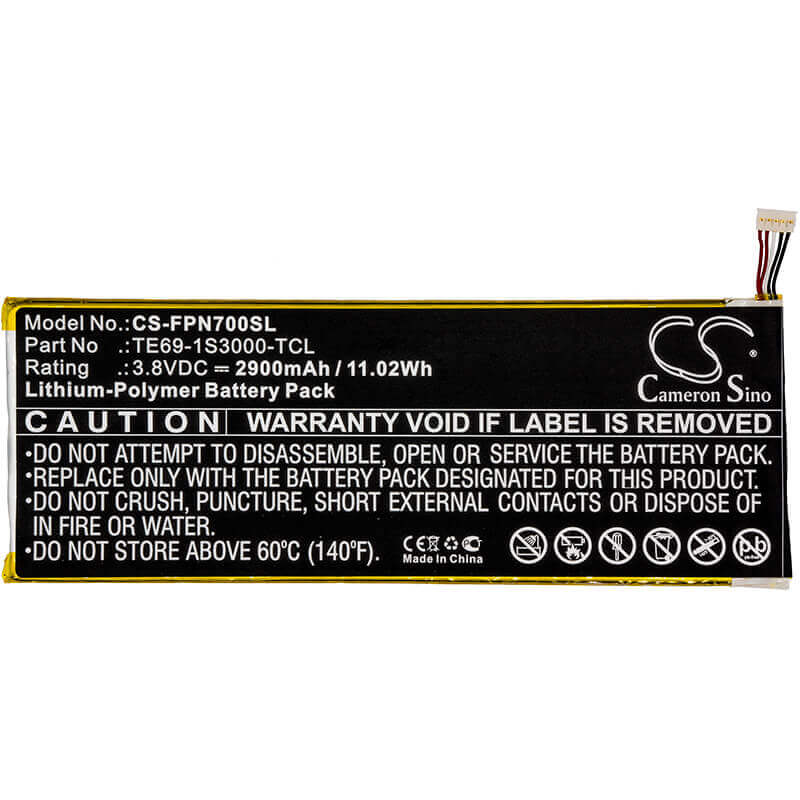 Model No.:CS-FPN700SL
Part No .:TE69-1S3000-TCL
Rating .:3.8VDC ⎓ 2900mAh / 11.02Wh
Lithium-Polymer Battery Pack
CS
Cameron Sino
CAUTION WARRANTY VOID IF LABEL IS REMOVED
•DO NOT ATTEMPT TO DISASSEMBLE, OPEN OR SERVICE THE BATTERY PACK.
•REPLACE ONLY WITH THE BATTERY PACK DESIGNATED FOR THIS PRODUCT.
•DO NOT CRUSH, PUNCTURE, SHORT EXTERNAL CONTACTS OR DISPOSE OF
IN FIRE OR WATER.
•DO NOT STORE ABOVE 60°C (140°F).
CE
Made In China
Pb